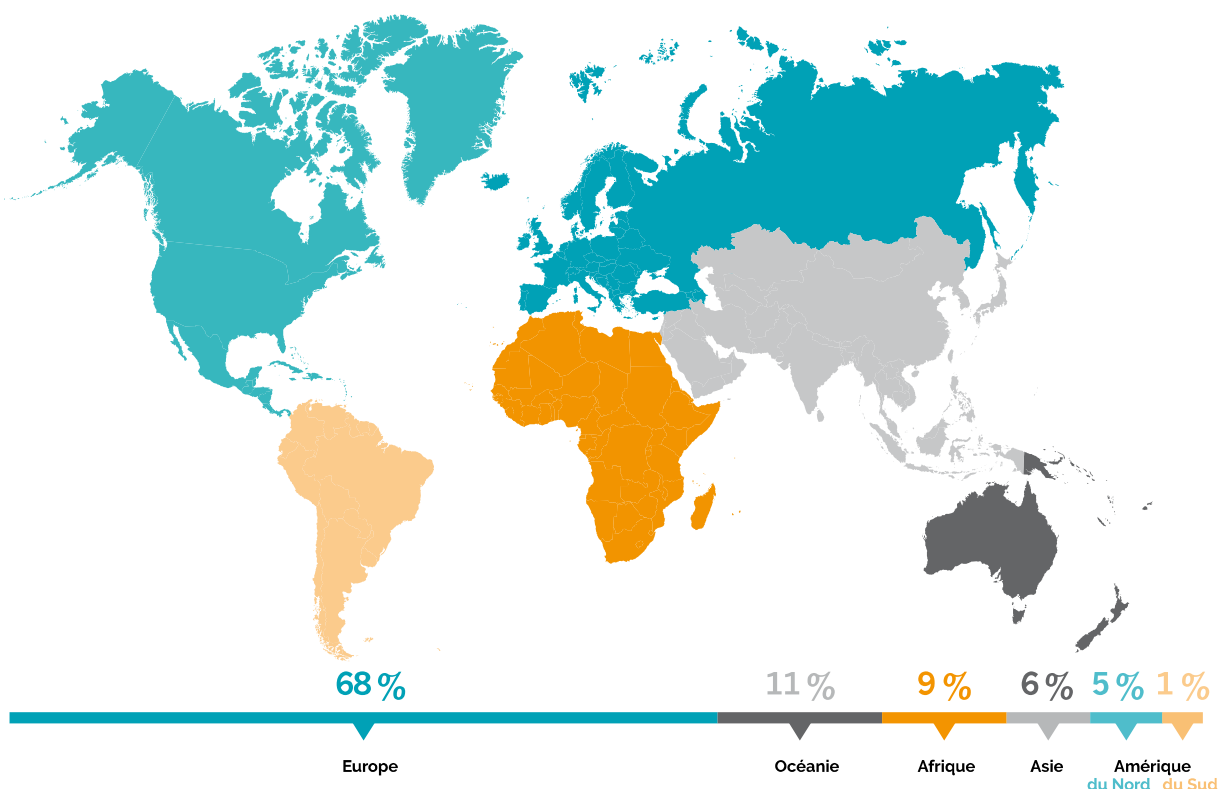 68 % 11 % 9 % 6 % 5 % 1 %
Europe Océanie Afrique Asie Amérique
du Nord du Sud